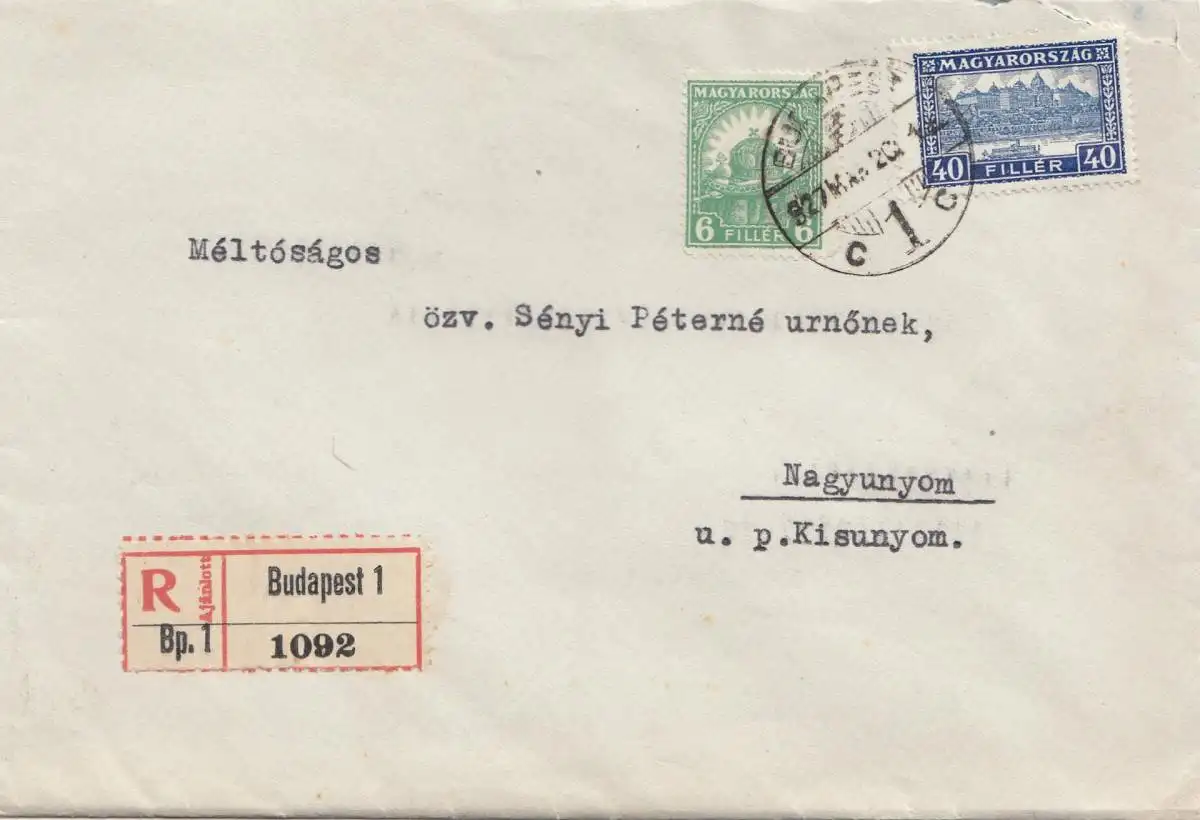 MAGYARORSZÁG
6 FILLÉR 6
MAGYARORSZÁG
40 FILLÉR 40
C 1 C
Méltóságos
özv. Sényi Péterné urnőnek,
Nagyunyom
u. p.Kisunyom.
R Ajánlott
Budapest 1
Bp. 1
1092